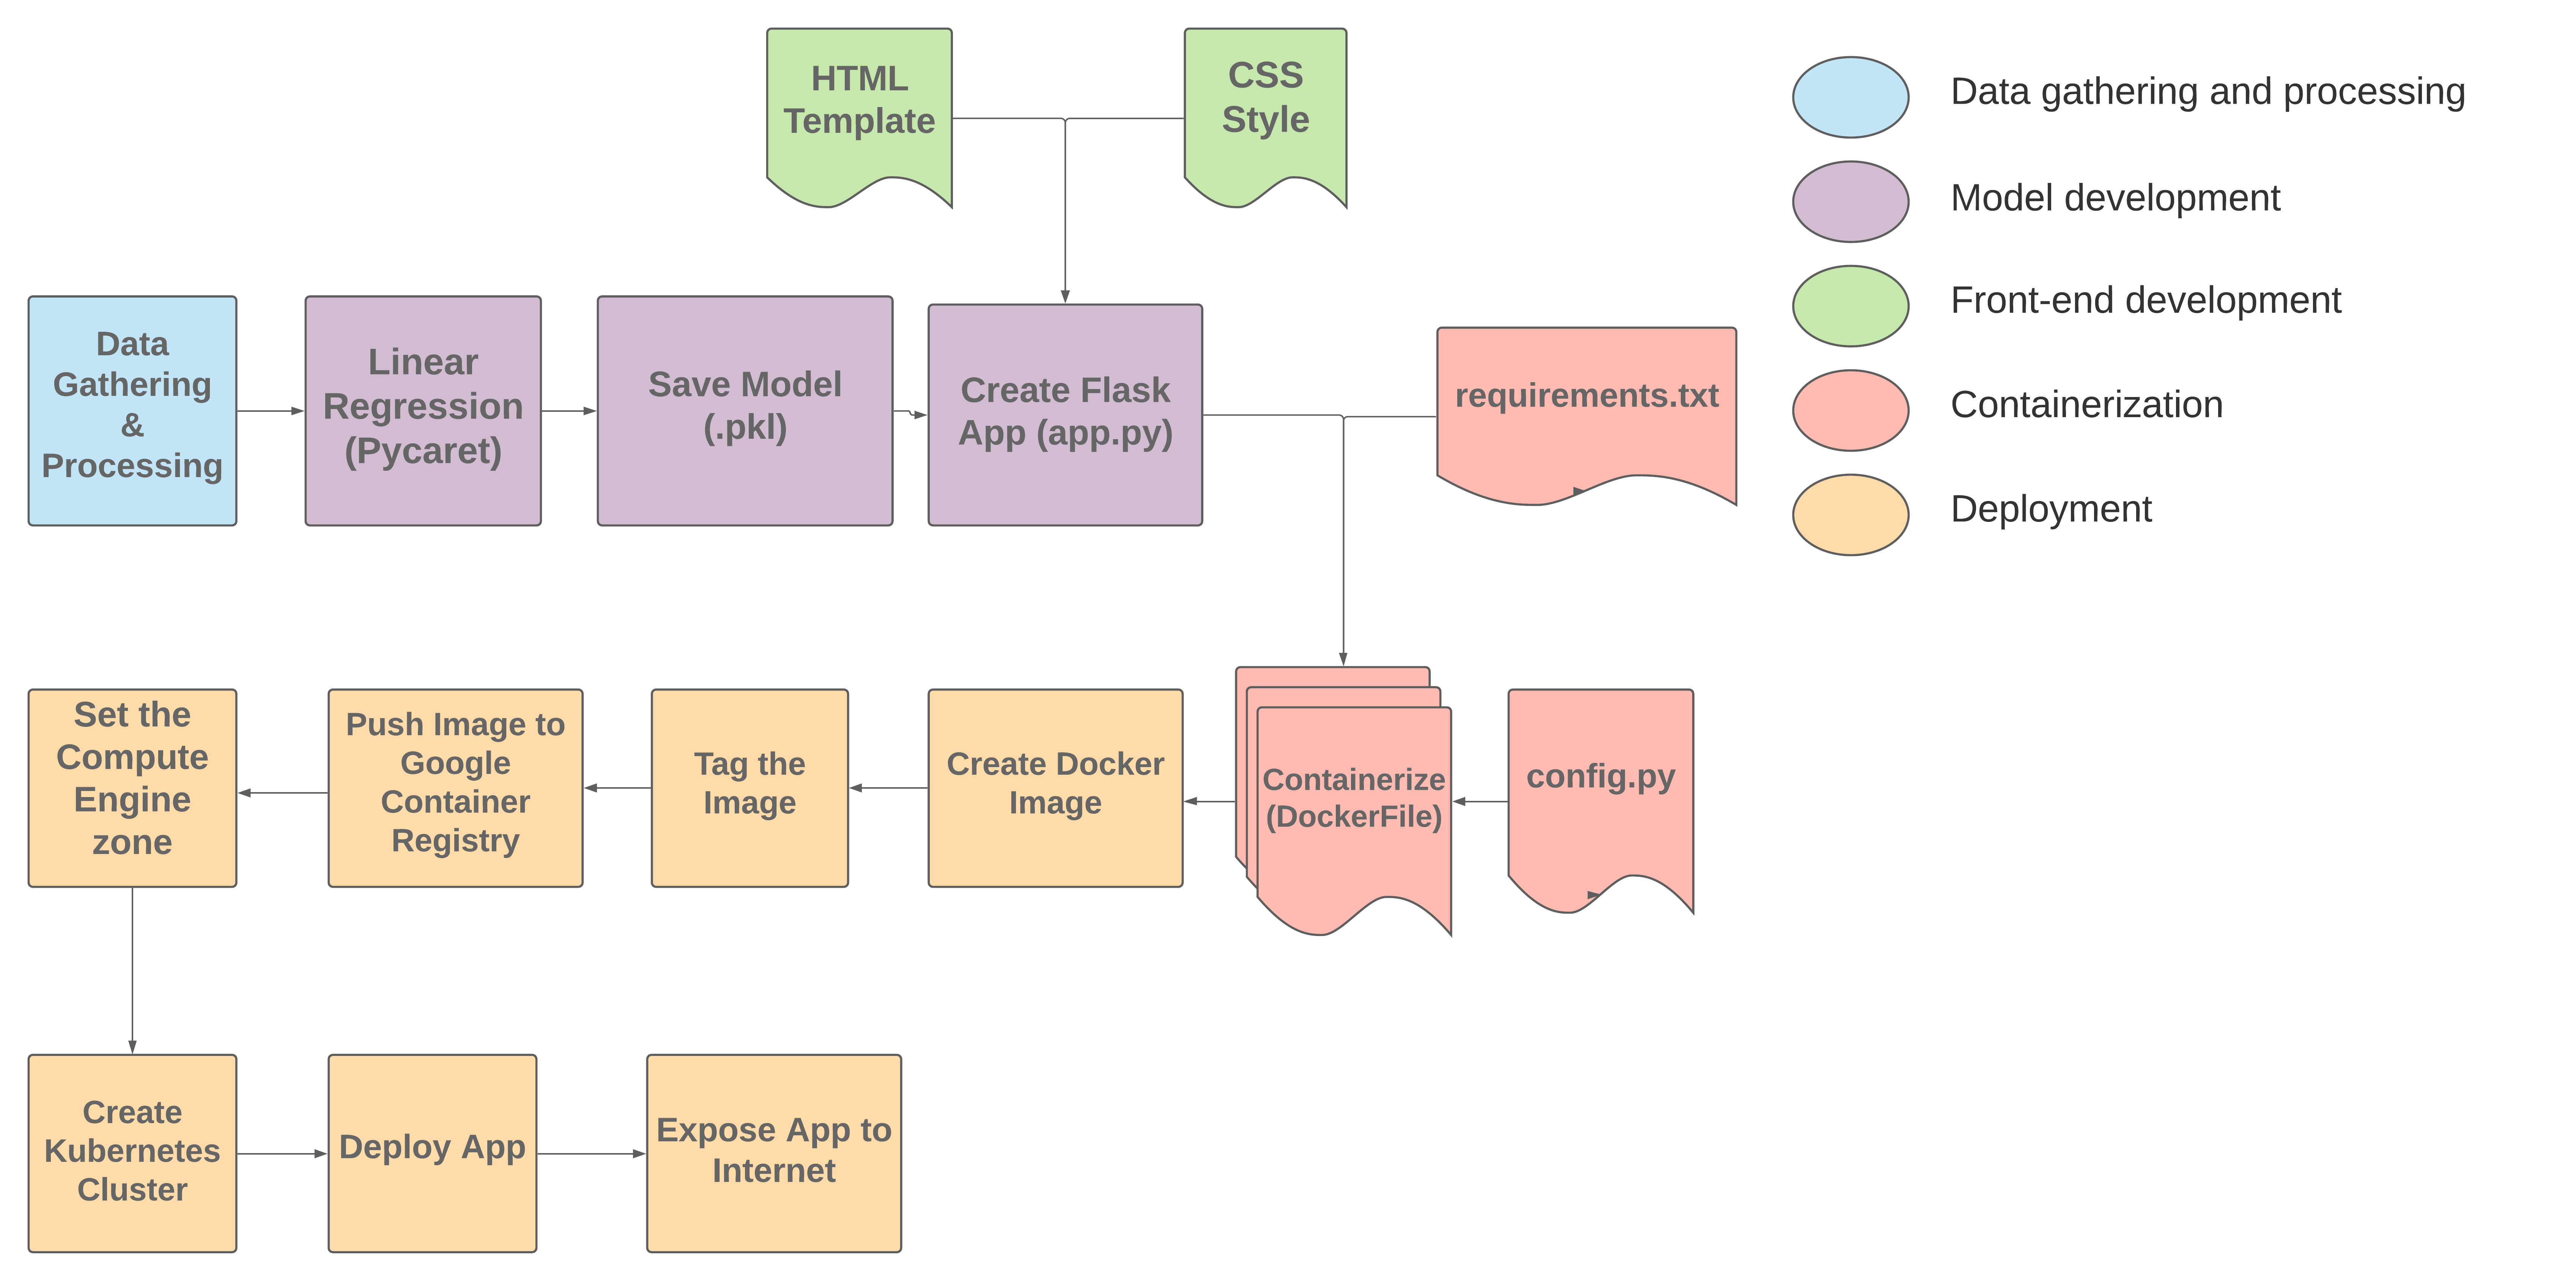 HTML
Template
CSS
Style
Data gathering and processing
Model development
Front-end development
Containerization
Deployment
Data
Gathering
&
Processing
Linear
Regression
(Pycaret)
Save Model
(.pkl)
Create Flask
App (app.py)
requirements.txt
Set the
Compute
Engine
zone
Push Image to
Google
Container
Registry
Tag the
Image
Create Docker
Image
Containerize
(DockerFile)
config.py
Create
Kubernetes
Cluster
Deploy App
Expose App to
Internet